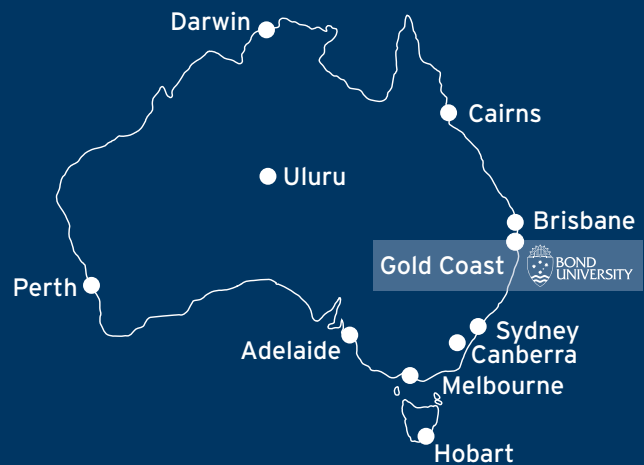 Darwin
Cairns
Uluru
Brisbane
Gold Coast
BOND
UNIVERSITY
Perth
Sydney
Canberra
Adelaide
Melbourne
Hobart